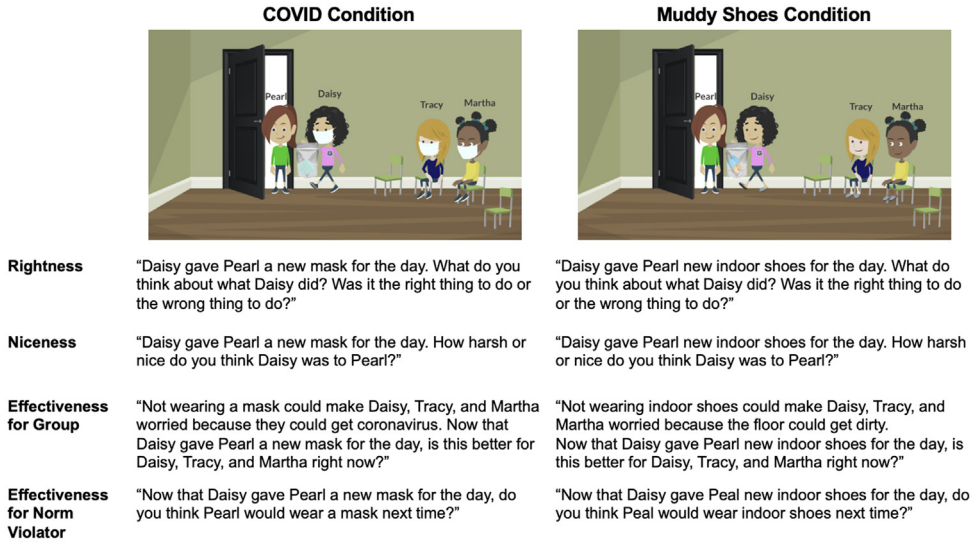 COVID Condition
Muddy Shoes Condition
Pearl
Daisy
Tracy
Martha
Pearl
Daisy
Tracy
Martha
Rightness
“Daisy gave Pearl a new mask for the day. What do you
think about what Daisy did? Was it the right thing to do or
the wrong thing to do?”
“Daisy gave Pearl new indoor shoes for the day. What do
you think about what Daisy did? Was it the right thing to do
or the wrong thing to do?”
Niceness
“Daisy gave Pearl a new mask for the day. How harsh or
nice do you think Daisy was to Pearl?”
“Daisy gave Pearl new indoor shoes for the day. How harsh
or nice do you think Daisy was to Pearl?”
Effectiveness
for Group
“Not wearing a mask could make Daisy, Tracy, and Martha
worried because they could get coronavirus. Now that
Daisy gave Pearl a new mask for the day, is this better for
Daisy, Tracy, and Martha right now?”
“Not wearing indoor shoes could make Daisy, Tracy, and
Martha worried because the floor could get dirty.
Now that Daisy gave Pearl new indoor shoes for the day, is
this better for Daisy, Tracy, and Martha right now?”
Effectiveness
for Norm
Violator
“Now that Daisy gave Pearl a new mask for the day, do
you think Pearl would wear a mask next time?”
“Now that Daisy gave Peal new indoor shoes for the day, do
you think Peal would wear indoor shoes next time?”